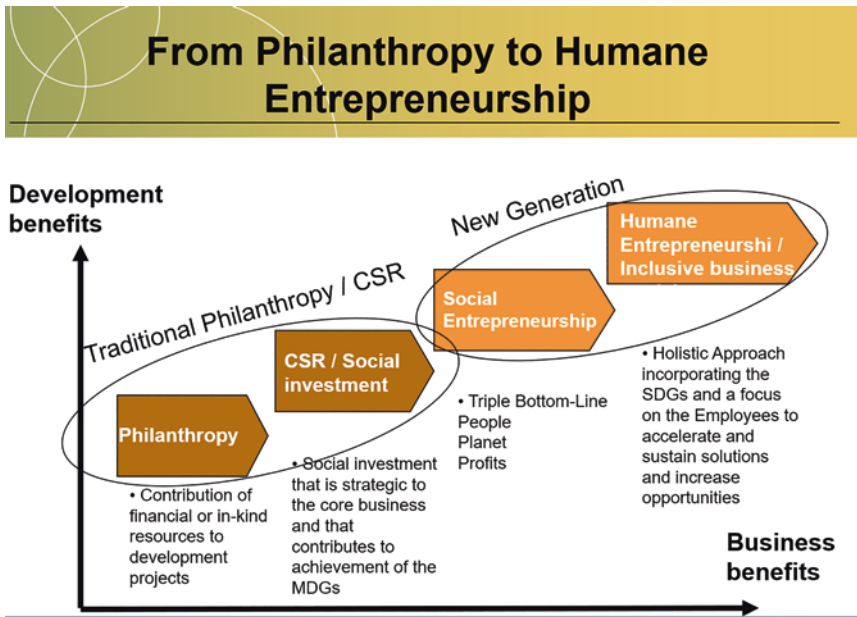 From Philanthropy to Humane
Entrepreneurship
Development
benefits
Traditional Philanthropy / CSR
New Generation
Philanthropy
CSR / Social
investment
Social
Entrepreneurship
Humane
Entrepreneurshi /
Inclusive business
• Contribution of
financial or in-kind
resources to
development
projects
• Social investment
that is strategic to
the core business
and that
contributes to
achievement of the
MDGs
• Triple Bottom-Line
People
Planet
Profits
• Holistic Approach
incorporating the
SDGs and a focus
on the Employees to
accelerate and
sustain solutions
and increase
opportunities
Business
benefits